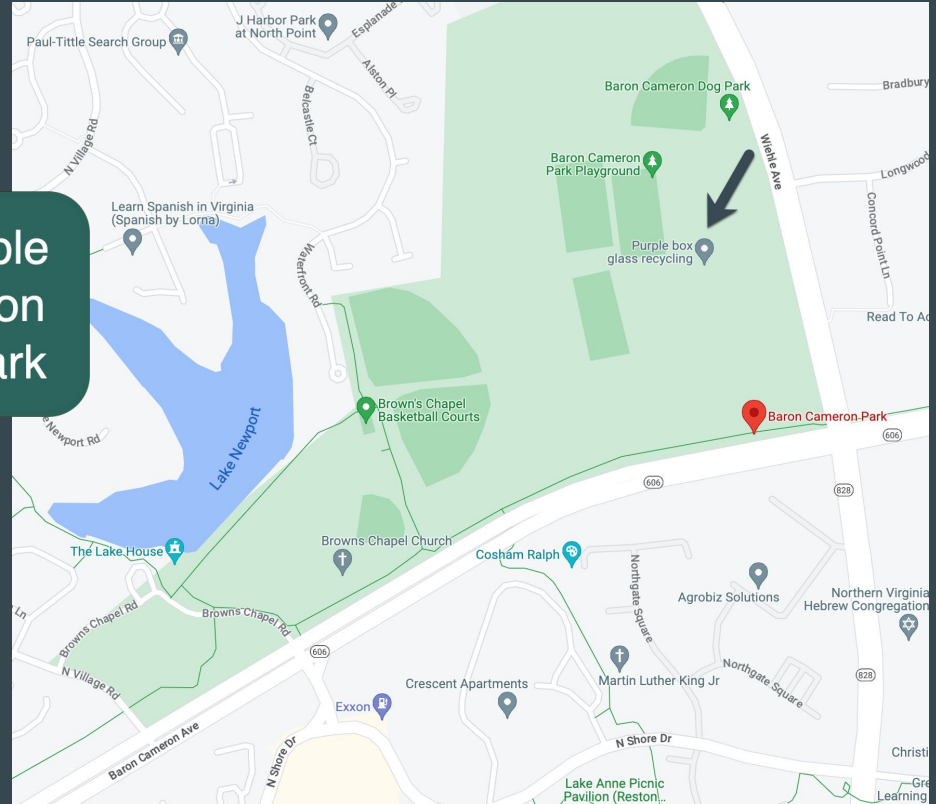 J Harbor Park
at North Point
Esplanade
Paul-Tittle Search Group
Alston Pl
Belcastle Ct
N Village Rd
Baron Cameron Dog Park
Bradbury
Wiehle Ave
Baron Cameron
Park Playground
Longwood
Concord Point Ln
Learn Spanish in Virginia
(Spanish by Lorna)
Waterfront Rd
Purple box
glass recycling
ple
on
ark
Read To Ac
Brown's Chapel
Basketball Courts
Baron Cameron Park
606
e Newport Rd
Lake Newport
606
828
The Lake House
Browns Chapel Church
Cosham Ralph
Northgate Square
Agrobiz Solutions
Northern Virginia
Hebrew Congregation
Ln
Browns Chapel Rd
Browns Chapel Rd
606
N Village Rd
Crescent Apartments
Martin Luther King Jr
Northgate Square
828
Exxon
Baron Cameron Ave
N Shore Dr
N Shore Dr
Christi
Lake Anne Picnic
Pavilion (Reston...
Gre
Learning